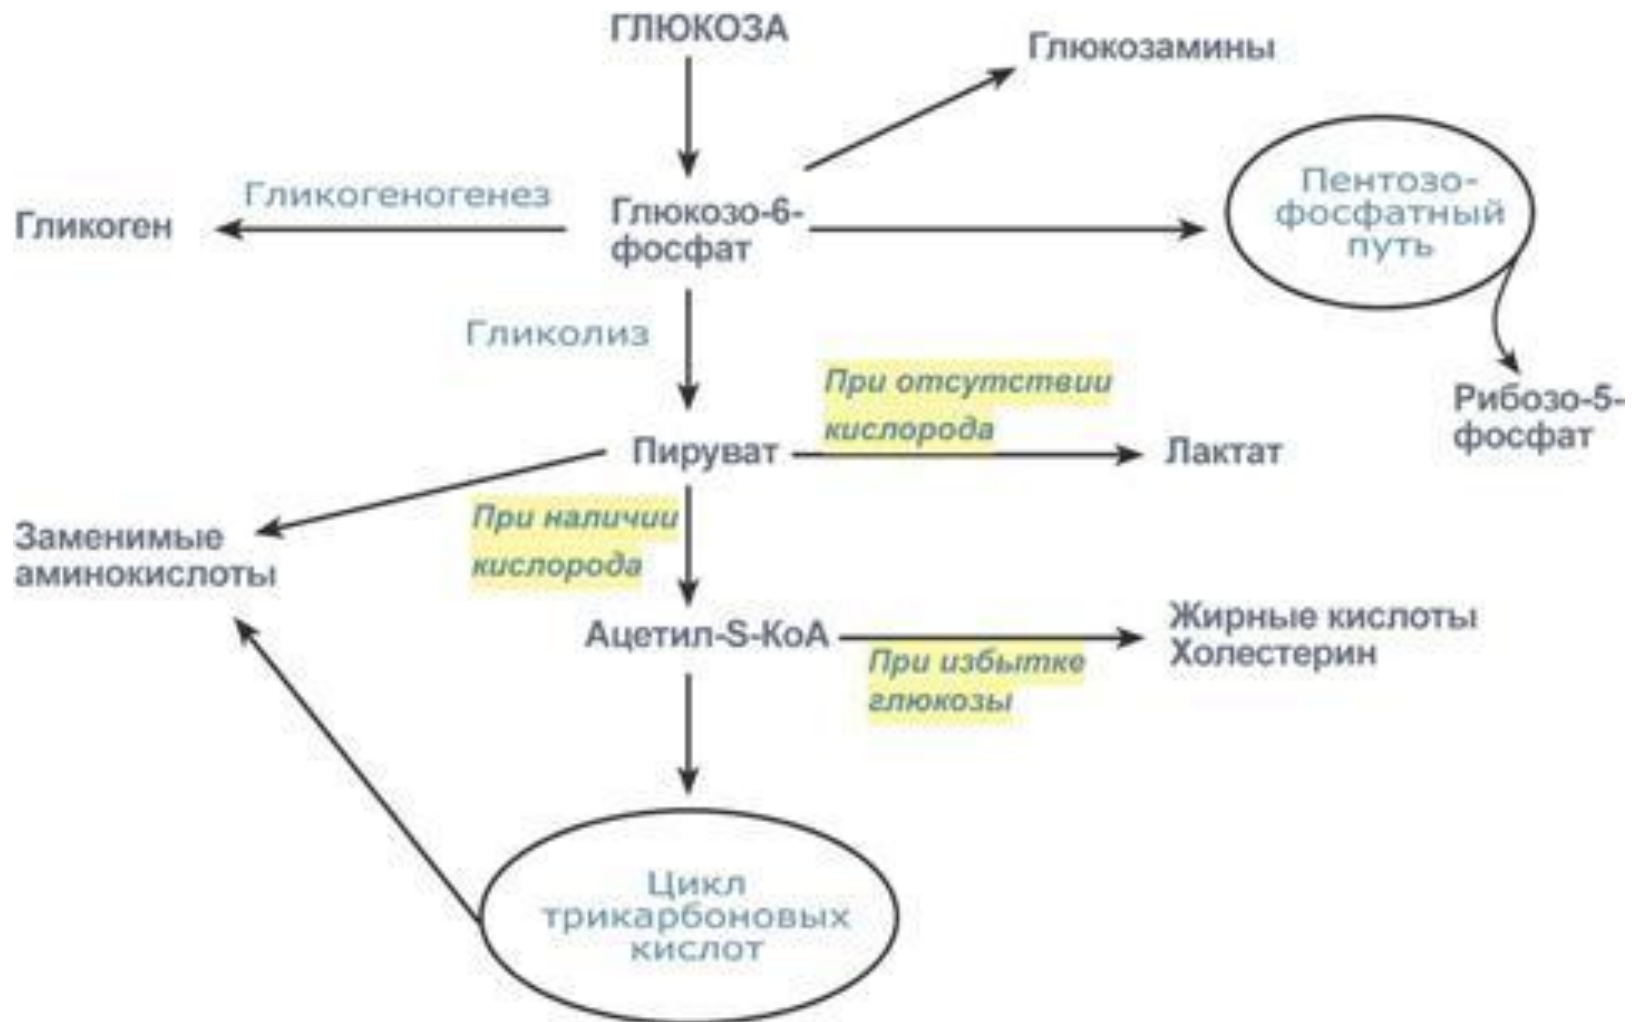 ГЛЮКОЗА
Глюкозамины
Гликогеногенез
Гликоген
Глюкозо-6-
фосфат
Пентозо-
фосфатный
путь
Гликолиз
При отсутствии
кислорода
Рибозо-5-
фосфат
Пируват
Лактат
При наличии
кислорода
Заменимые
аминокислоты
Ацетил-S-КоА
Жирные кислоты
Холестерин
При избытке
глюкозы
Цикл
трикарбоновых
кислот